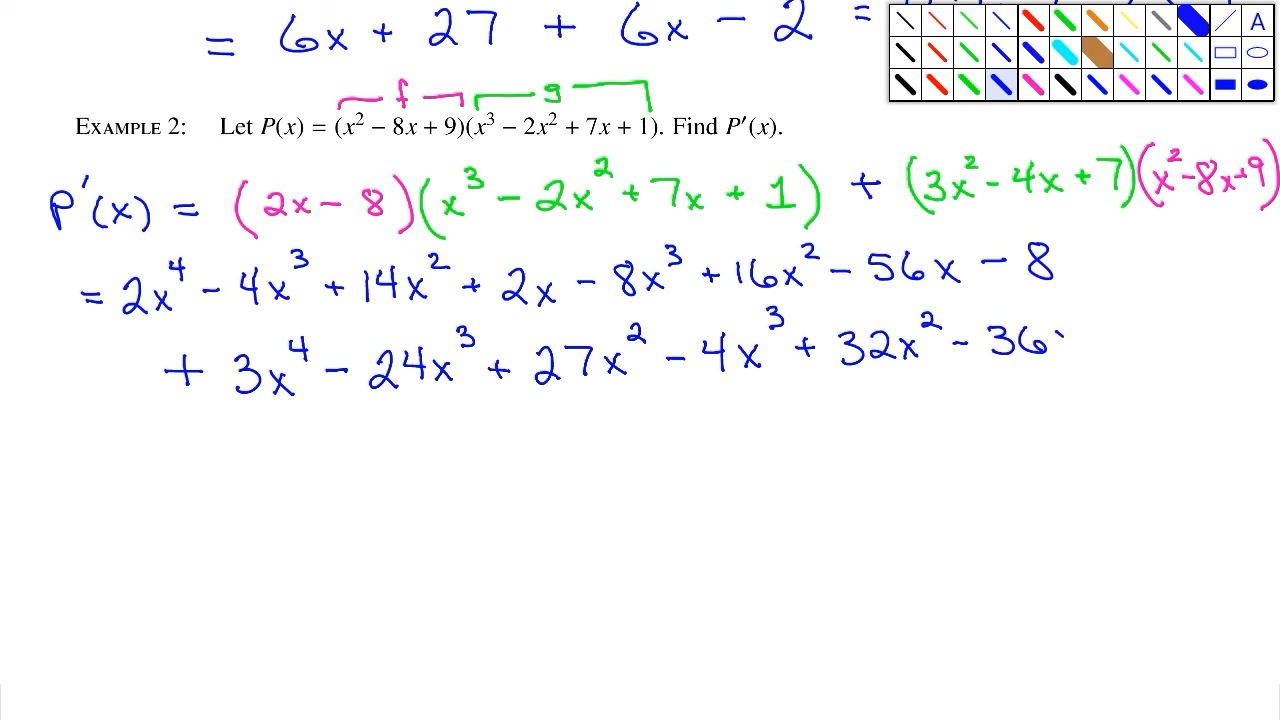 = 6x + 27 + 6x - 2 =
A
f g
EXAMPLE 2: Let P(x) = (x² − 8x + 9)(x³ − 2x² + 7x + 1). Find P′(x).
P'(x) = (2x - 8)(x³ - 2x² + 7x + 1) + (3x² - 4x + 7)(x² - 8x + 9)
= 2x⁴ - 4x³ + 14x² + 2x - 8x³ + 16x² - 56x - 8
+ 3x⁴ - 24x³ + 27x² - 4x³ + 32x² - 36